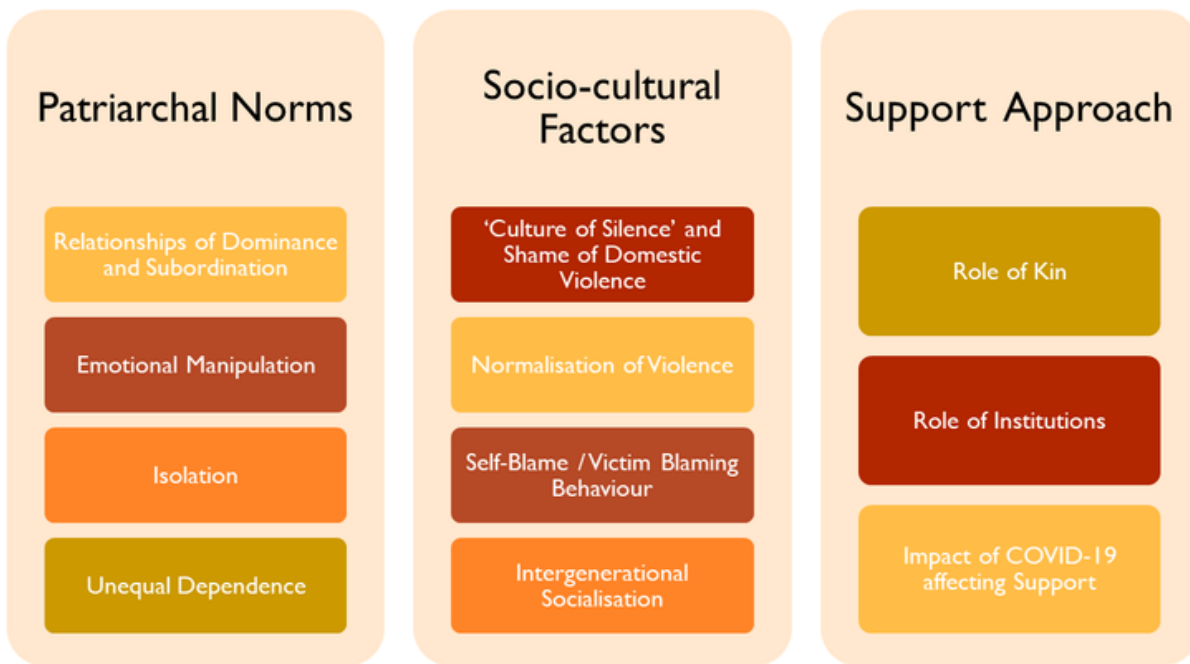 Patriarchal Norms
Relationships of Dominance
and Subordination
Emotional Manipulation
Isolation
Unequal Dependence
Socio-cultural
Factors
‘Culture of Silence’ and
Shame of Domestic
Violence
Normalisation of Violence
Self-Blame / Victim Blaming
Behaviour
Intergenerational
Socialisation
Support Approach
Role of Kin
Role of Institutions
Impact of COVID-19
affecting Support